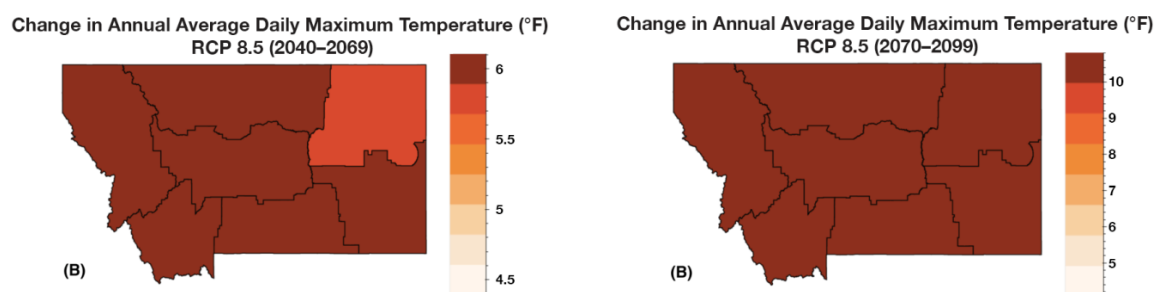 Change in Annual Average Daily Maximum Temperature (°F)
RCP 8.5 (2040–2069)
6
5.5
5
4.5
(B)
Change in Annual Average Daily Maximum Temperature (°F)
RCP 8.5 (2070–2099)
10
9
8
7
6
5
(B)